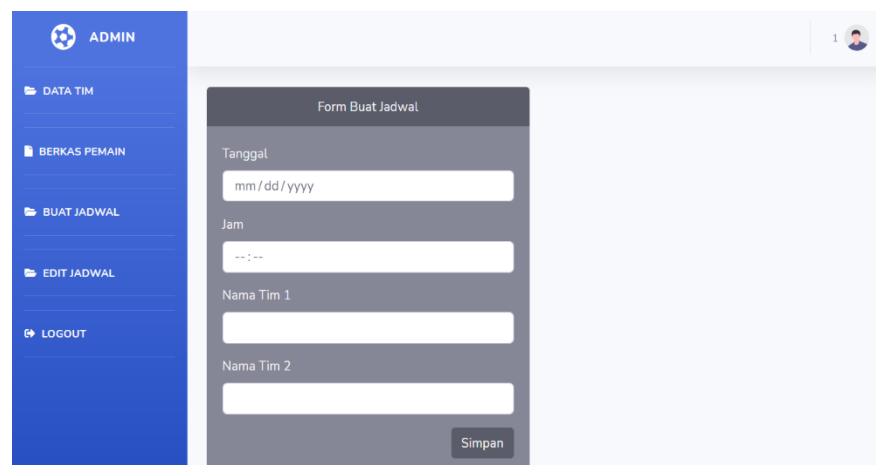 ADMIN
1
DATA TIM
BERKAS PEMAIN
BUAT JADWAL
EDIT JADWAL
LOGOUT
Form Buat Jadwal
Tanggal
mm/dd/yyyy
Jam
--:--
Nama Tim 1
Nama Tim 2
Simpan